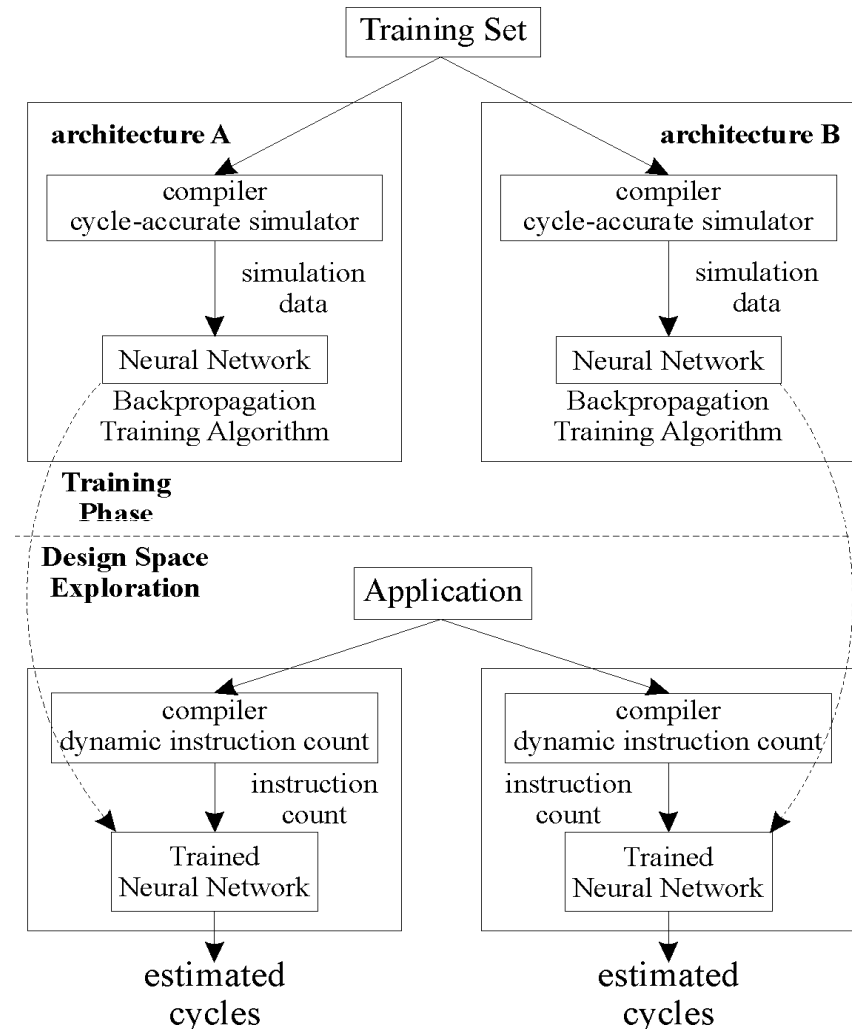 Training Set
architecture A
architecture B
compiler
cycle-accurate simulator
compiler
cycle-accurate simulator
simulation
data
simulation
data
Neural Network
Neural Network
Backpropagation
Training Algorithm
Backpropagation
Training Algorithm
Training
Phase
Design Space
Exploration
Application
compiler
dynamic instruction count
compiler
dynamic instruction count
instruction
count
instruction
count
Trained
Neural Network
Trained
Neural Network
estimated
cycles
estimated
cycles